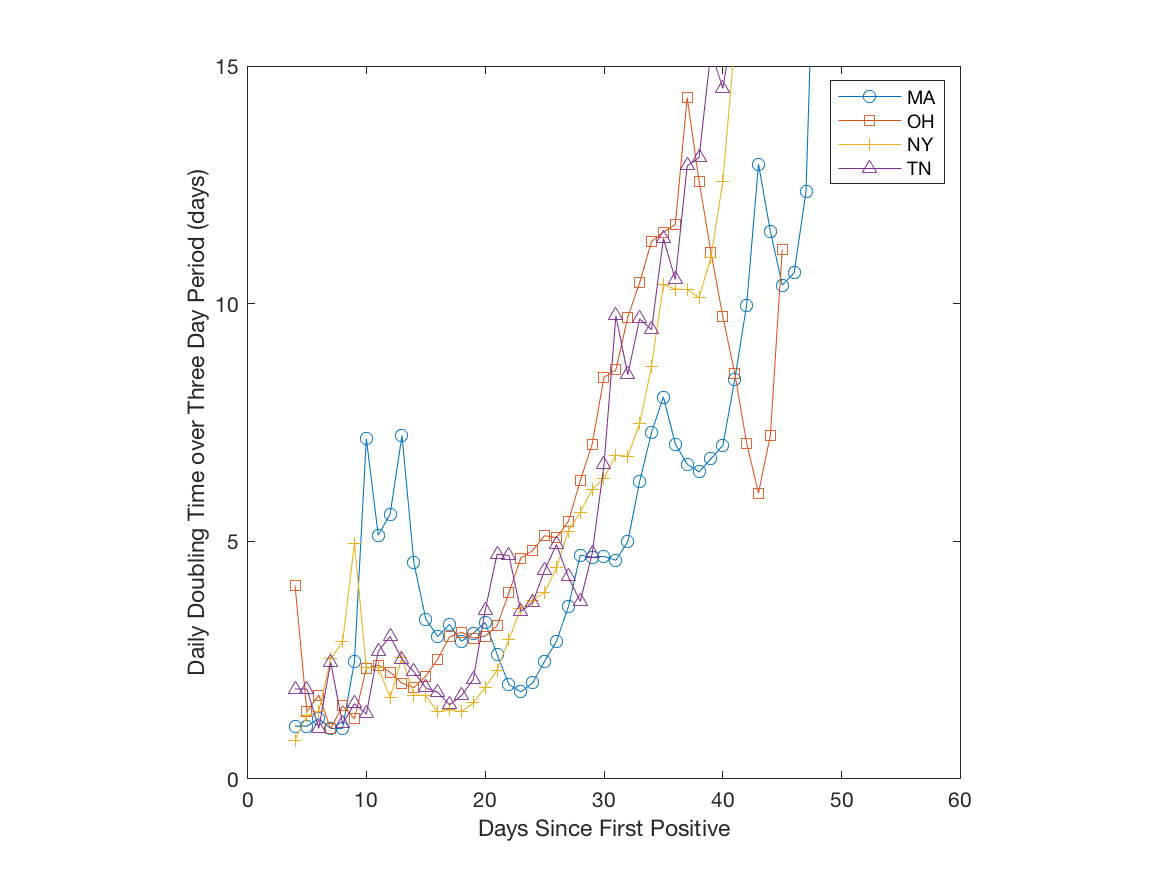 15
10
5
0
0 10 20 30 40 50 60
Daily Doubling Time over Three Day Period (days)
Days Since First Positive
MA
OH
NY
TN